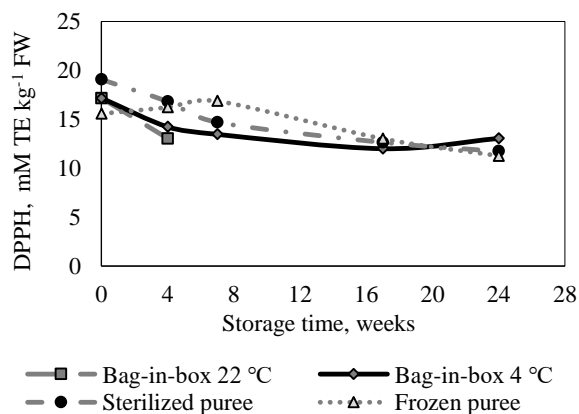 DPPH, mM TE kg⁻¹ FW
25
20
15
10
5
0
0 4 8 12 16 20 24 28
Storage time, weeks
Bag-in-box 22 °C Bag-in-box 4 °C
Sterilized puree Frozen puree